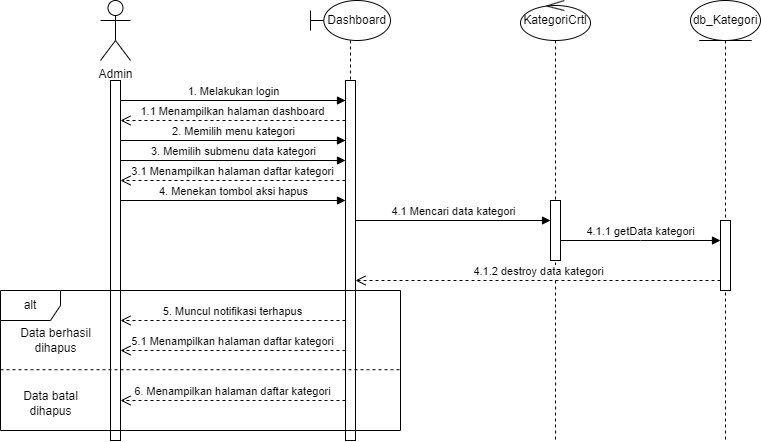 Dashboard
KategoriCrtl
db_Kategori
Admin
1. Melakukan login
1.1 Menampilkan halaman dashboard
2. Memilih menu kategori
3. Memilih submenu data kategori
3.1 Menampilkan halaman daftar kategori
4. Menekan tombol aksi hapus
4.1 Mencari data kategori
4.1.1 getData kategori
4.1.2 destroy data kategori
alt
5. Muncul notifikasi terhapus
Data berhasil
dihapus
5.1 Menampilkan halaman daftar kategori
Data batal
dihapus
6. Menampilkan halaman daftar kategori